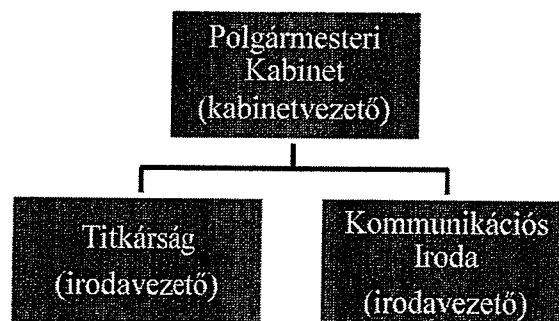 Polgármesteri
Kabinet
(kabinetvezető)
Titkárság
(irodavezető)
Kommunikációs
Iroda
(irodavezető)